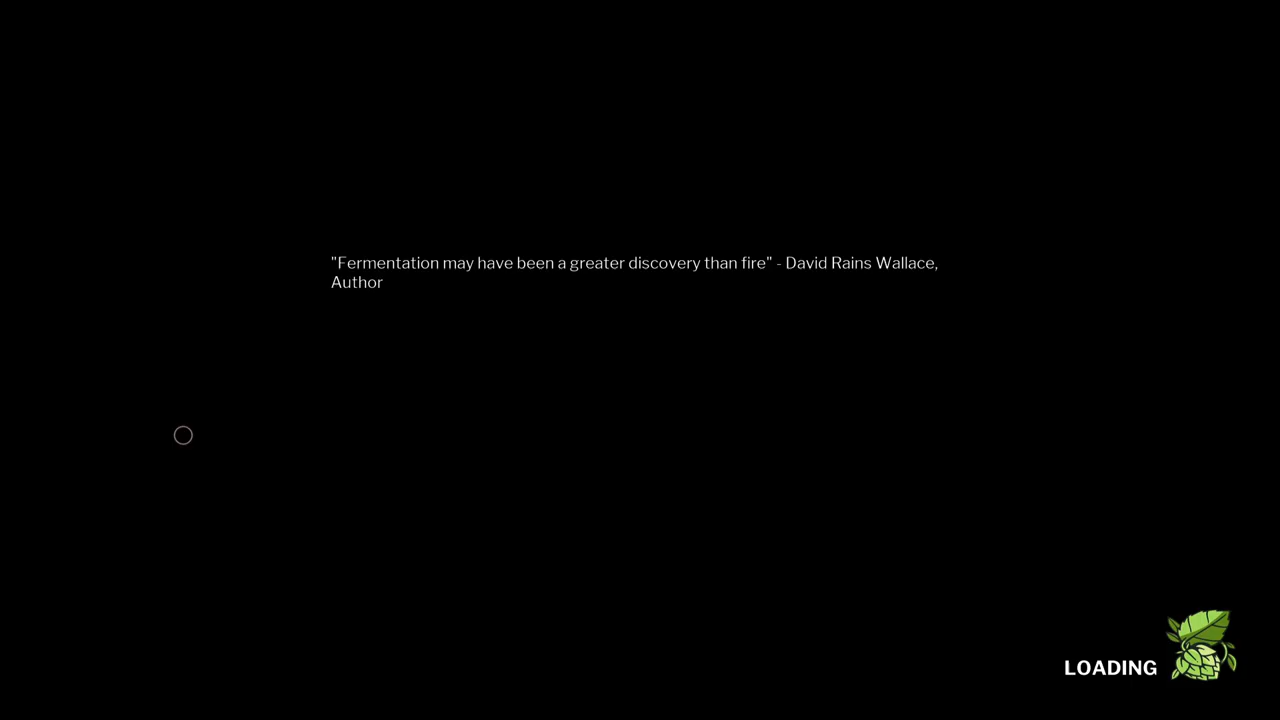 "Fermentation may have been a greater discovery than fire" - David Rains Wallace,
Author
LOADING